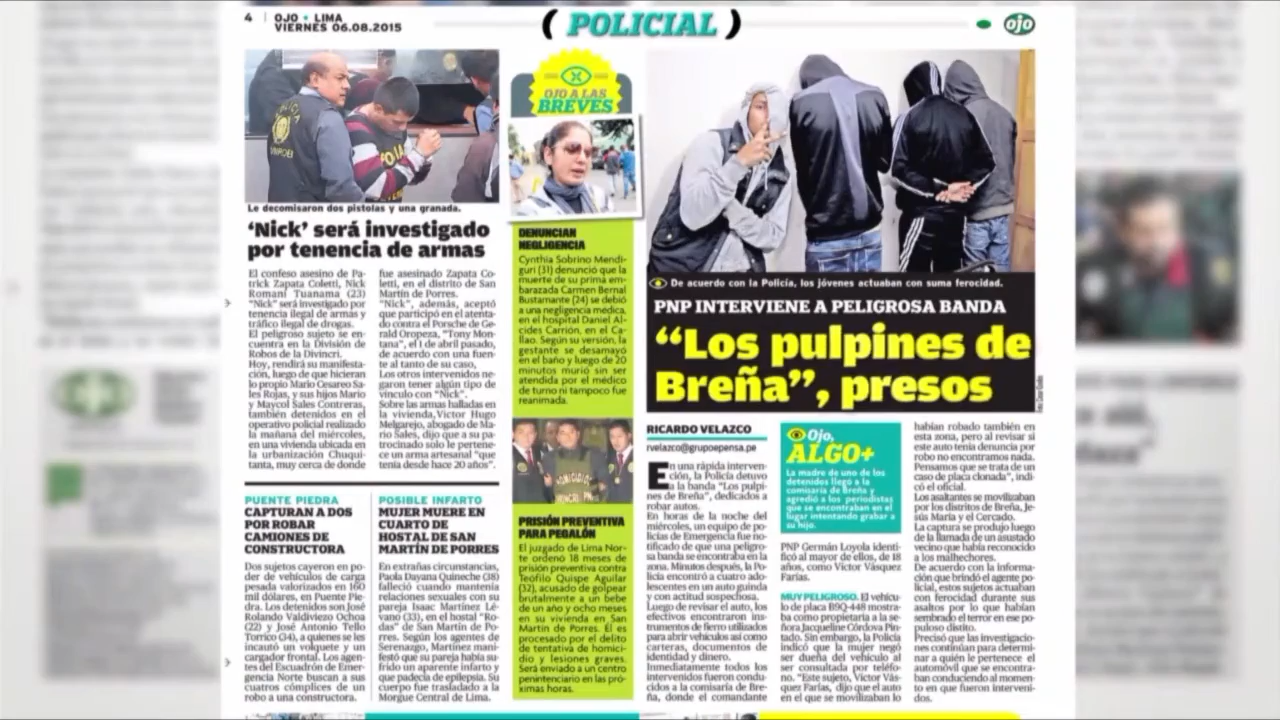 4
OJO • LIMA
VIERNES 06.08.2015
( POLICIAL )
ojo
Le decomisaron dos pistolas y una granada.
'Nick' será investigado
por tenencia de armas
El confeso asesino de Pa-
trick Zapata Coletti, Nick
Romaní Tuanama (23)
"Nick" será investigado por
tenencia ilegal de armas y
tráfico ilegal de drogas.
El peligroso sujeto se en-
cuentra en la División de
Robos de la Divincri.
Hoy, rendirá su manifesta-
ción, luego de que hicieran
lo propio Mario Cesareo Sa-
les Rojas, y sus hijos Mario
y Maycol Sales Contreras,
también detenidos en el
operativo policial realizado
la mañana del miércoles,
en una vivienda ubicada en
la urbanización Chuqui-
tanta, muy cerca de donde
fue asesinado Zapata Co-
letti, en el distrito de San
Martín de Porres.
"Nick", además, aceptó
que participó en el atenta-
do contra el Porsche de Ge-
rald Oropeza, "Tony Mon-
tana", el 1 de abril pasado,
de acuerdo con una fuen-
te al tanto de su caso,
Los otros intervenidos ne-
garon tener algún tipo de
vínculo con "Nick".
Sobre las armas halladas en
la vivienda, Víctor Hugo
Melgarejo, abogado de Ma-
rio Sales, dijo que a su pa-
trocinado solo le pertene-
ce un arma artesanal "que
tenía desde hace 20 años".
PUENTE PIEDRA
CAPTURAN A DOS
POR ROBAR
CAMIONES DE
CONSTRUCTORA
Dos sujetos cayeron en po-
der de vehículos de carga
pesada valorizados en 160
mil dólares, en Puente Pie-
dra. Los detenidos son José
Rolando Valdiviezo Ochoa
(22) y José Antonio Tello
Torrico (34), a quienes se les
incautó un volquete y un
cargador frontal. Los agen-
tes del Escuadrón de Emer-
gencia Norte buscan a sus
cuatros cómplices de un
robo a una constructora.
POSIBLE INFARTO
MUJER MUERE EN
CUARTO DE
HOSTAL DE SAN
MARTÍN DE PORRES
En extrañas circunstancias,
Paola Dayana Quineche (38)
falleció cuando mantenía
relaciones sexuales con su
pareja Isaac Martínez Lé-
vano (33), en el hostal "Ro-
das" de San Martín de Po-
rres. Según los agentes de
Serenazgo, Martínez mani-
festó que su pareja había su-
frido un aparente infarto y
que padecía de epilepsia. Su
cuerpo fue trasladado a la
Morgue Central de Lima.
OJO A LAS
BREVES
DENUNCIAN
NEGLIGENCIA
Cynthia Sobrino Mendi-
guri (31) denunció que la
muerte de su prima em-
barazada Carmen Bernal
Bustamante (24) se debió
a una negligencia médica,
en el hospital Daniel Al-
cides Carrión, en el Ca-
llao. Según su versión, la
gestante se desamayó
en el baño y luego de 20
minutos murió sin ser
atendida por el médico
de turno ni tampoco fue
reanimada.
PRISIÓN PREVENTIVA
PARA PEGALÓN
El juzgado de Lima Nor-
te ordenó 18 meses de
prisión preventiva contra
Teófilo Quispe Aguilar
(32), acusado de golpear
brutalmente a un bebe
de un año y ocho meses
en su vivienda en San
Martín de Porres. Él es
procesado por el delito
de tentativa de homici-
dio y lesiones graves.
Será enviado a un centro
penintenciario en las pró-
ximas horas.
De acuerdo con la Policía, los jóvenes actuaban con suma ferocidad.
PNP INTERVIENE A PELIGROSA BANDA
"Los pulpines de
Breña", presos
RICARDO VELAZCO
rvelazco@grupoepensa.pe
En una rápida interven-
ción, la Policía detuvo
a la banda "Los pulpi-
nes de Breña", dedicados a
robar autos.
En horas de la noche del
miércoles, un equipo de po-
licías de Emergencia fue no-
tificado de que una peligro-
sa banda se encontraba en la
zona. Minutos después, la Po-
licía encontró a cuatro ado-
lescentes en un auto guinda
y con actitud sospechosa.
Luego de revisar el auto, los
efectivos encontraron ins-
trumentos de fierro utilizados
para abrir vehículos así como
carteras, documentos de
identidad y dinero.
Inmediatamente todos los
intervenidos fueron condu-
cidos a la comisaría de Bre-
ña, donde el comandante
Ojo,
ALGO+
La madre de uno de los
detenidos llegó a la
comisaría de Breña y
agredió a los periodistas
que se encontraban en el
lugar intentando grabar a
su hijo.
PNP Germán Loyola identifi-
có al mayor de ellos, de 18
años, como Víctor Vásquez
Farías.
MUY PELIGROSO. El vehícu-
lo de placa B9Q-448 mostra-
ba como propietaria a la se-
ñora Jacqueline Córdova Pin-
tado. Sin embargo, la Policía
indicó que la mujer negó
ser dueña del vehículo al
ser consultada por teléfo-
no. "Este sujeto, Víctor Vás-
quez Farías, dijo que el auto
en el que se movilizaban lo
habían robado también en
esta zona, pero al revisar si
este auto tenía denuncia por
robo no encontramos nada.
Pensamos que se trata de un
caso de placa clonada", indi-
có el oficial.
Los asaltantes se movilizaban
por los distritos de Breña, Je-
sús María y el Cercado.
La captura se produjo luego
de la llamada de un asustado
vecino que había reconocido
a los malhechores.
De acuerdo con la informa-
ción que brindó el agente po-
licial, estos sujetos actuaban
con ferocidad durante sus
asaltos por lo que habían
sembrado el terror en ese po-
puloso distrito.
Precisó que las investigacio-
nes continúan para determi-
nar a quién le pertenece el
automóvil que se encontra-
ban conduciendo al momen-
to en que fueron interveni-
dos.